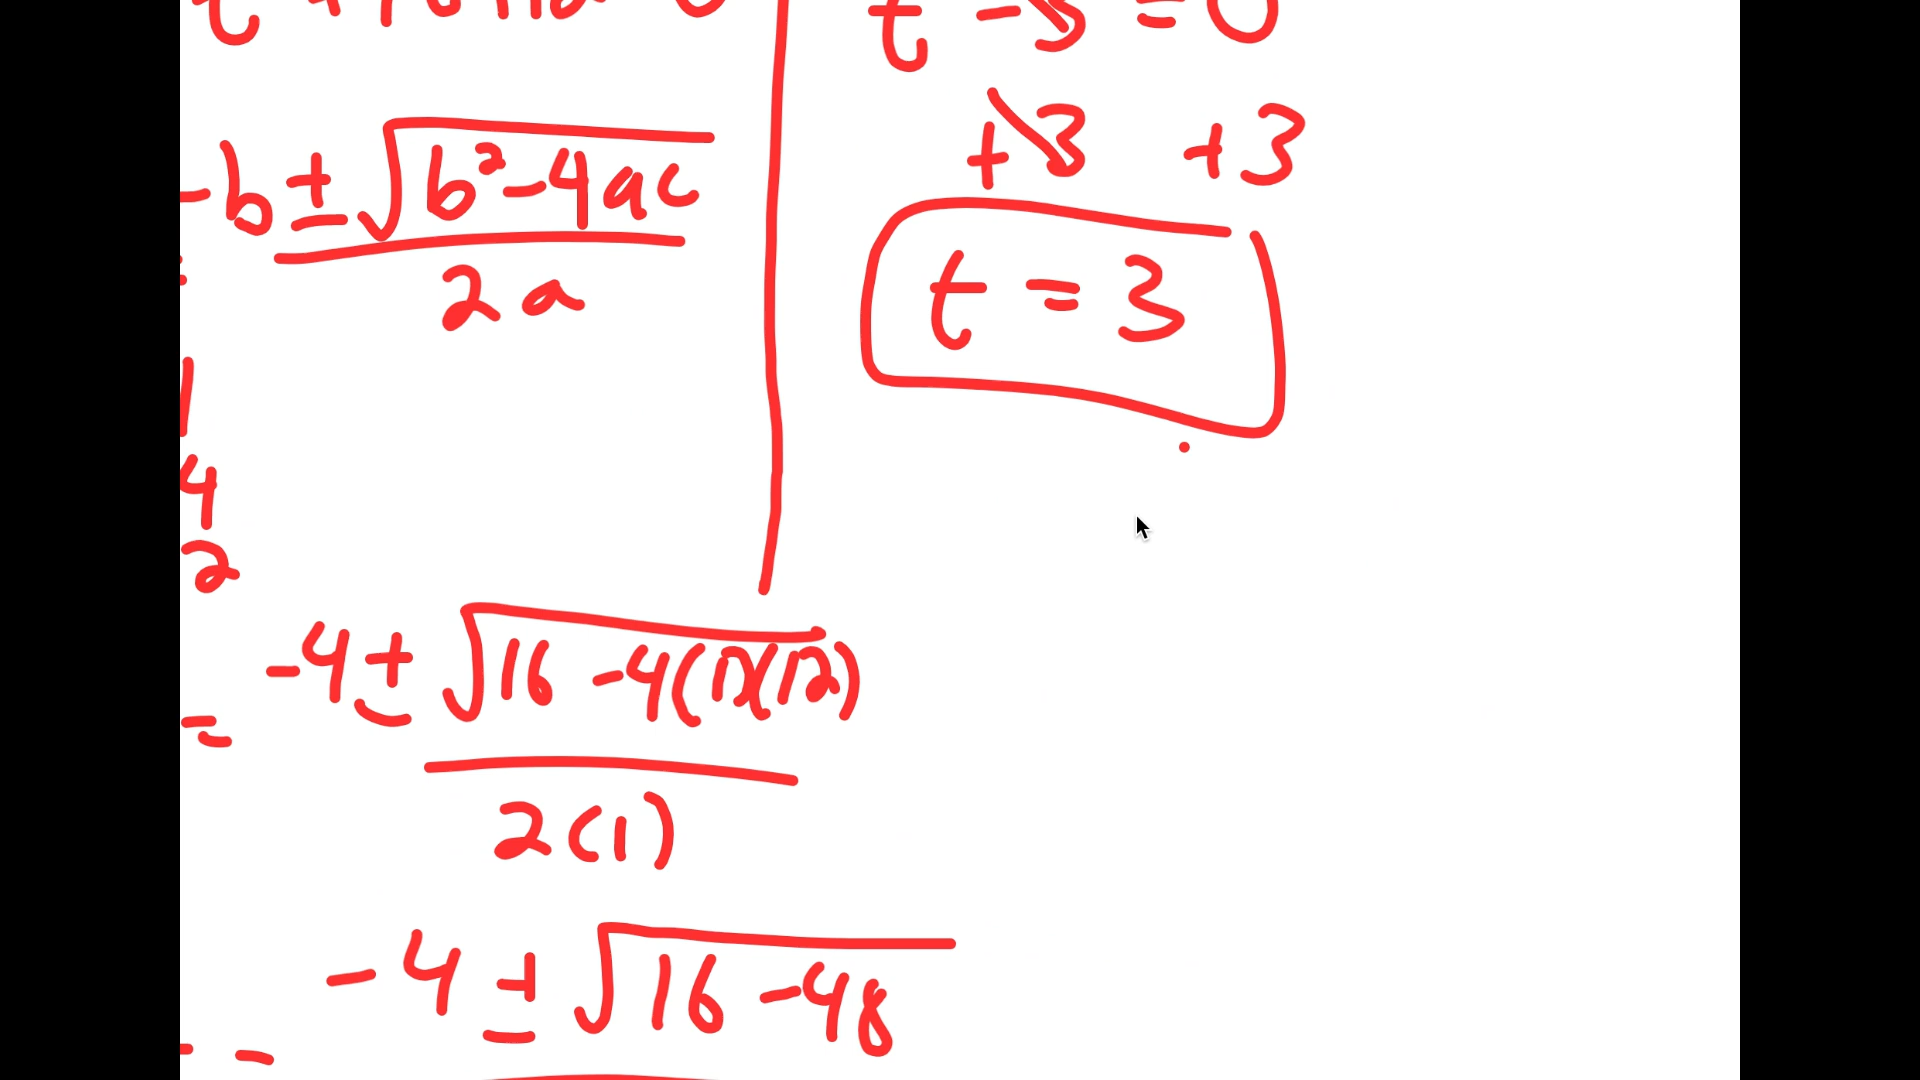 t - 3 = 0
+3 +3
t = 3
-b ± √b²-4ac
2a
1
4
2
= -4 ± √16 -4(1)(12)
2(1)
-4 ± √16 -48